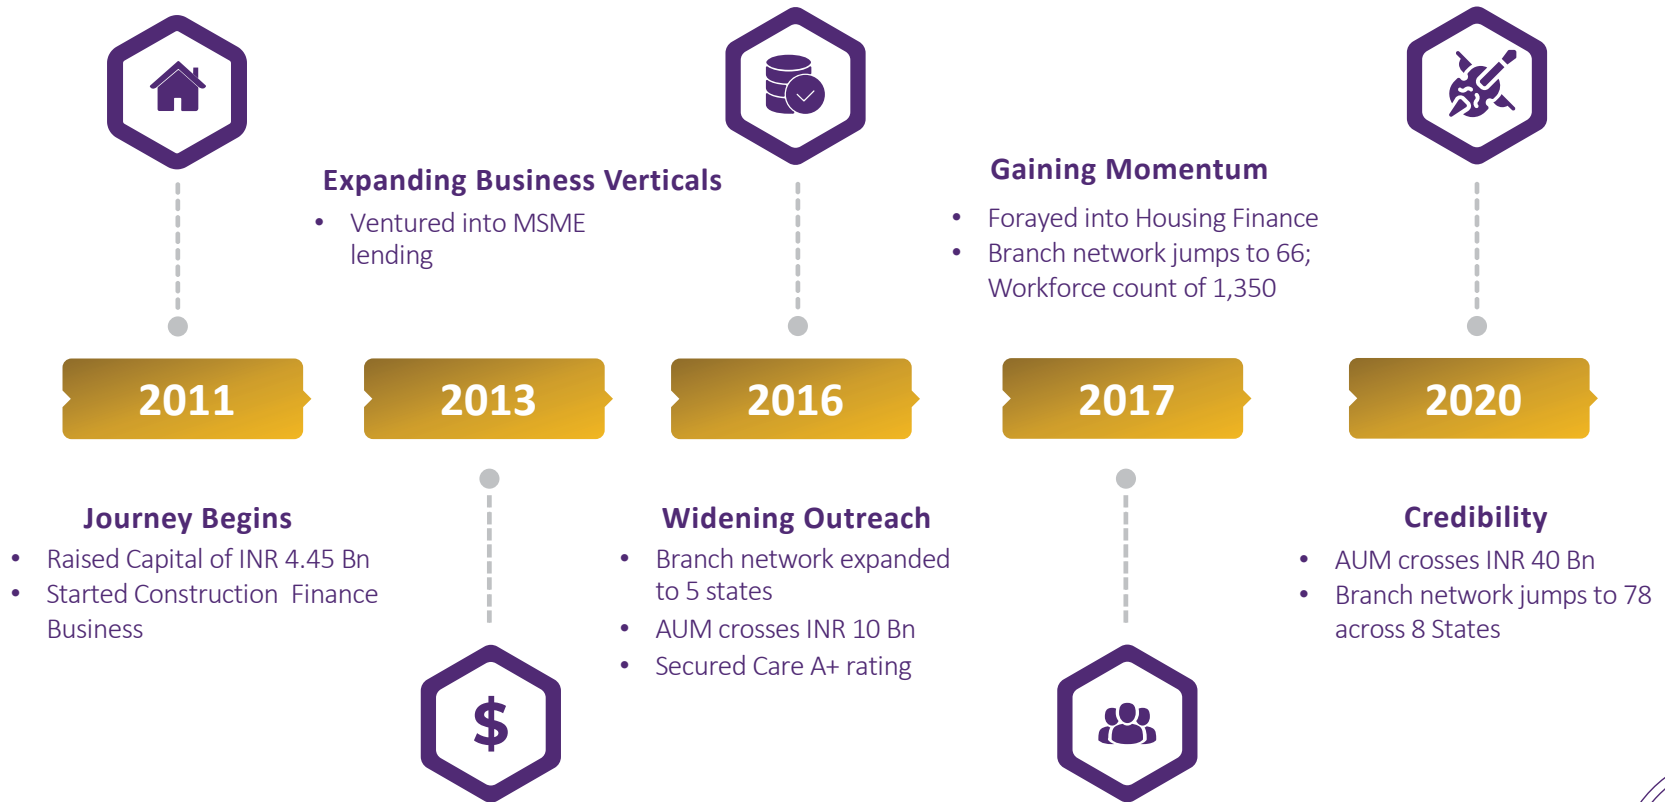 2011
Journey Begins
• Raised Capital of INR 4.45 Bn
• Started Construction Finance
Business
Expanding Business Verticals
• Ventured into MSME
lending
2013
$
2016
Widening Outreach
• Branch network expanded
to 5 states
• AUM crosses INR 10 Bn
• Secured Care A+ rating
Gaining Momentum
• Forayed into Housing Finance
• Branch network jumps to 66;
Workforce count of 1,350
2017
2020
Credibility
• AUM crosses INR 40 Bn
• Branch network jumps to 78
across 8 States